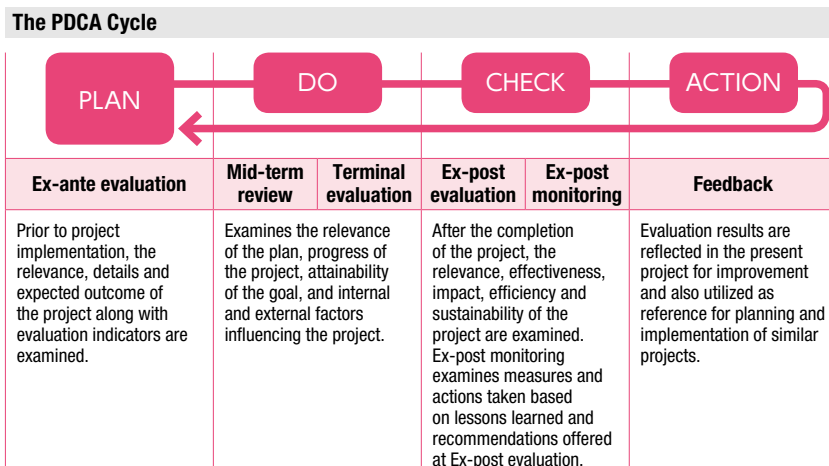 The PDCA Cycle
PLAN
DO
CHECK
ACTION
Ex-ante evaluation
Mid-term
review
Terminal
evaluation
Ex-post
evaluation
Ex-post
monitoring
Feedback
Prior to project
implementation, the
relevance, details and
expected outcome of
the project along with
evaluation indicators are
examined.
Examines the relevance
of the plan, progress of
the project, attainability
of the goal, and internal
and external factors
influencing the project.
After the completion
of the project, the
relevance, effectiveness,
impact, efficiency and
sustainability of the
project are examined.
Ex-post monitoring
examines measures and
actions taken based
on lessons learned and
recommendations offered
at Ex-post evaluation.
Evaluation results are
reflected in the present
project for improvement
and also utilized as
reference for planning and
implementation of similar
projects.